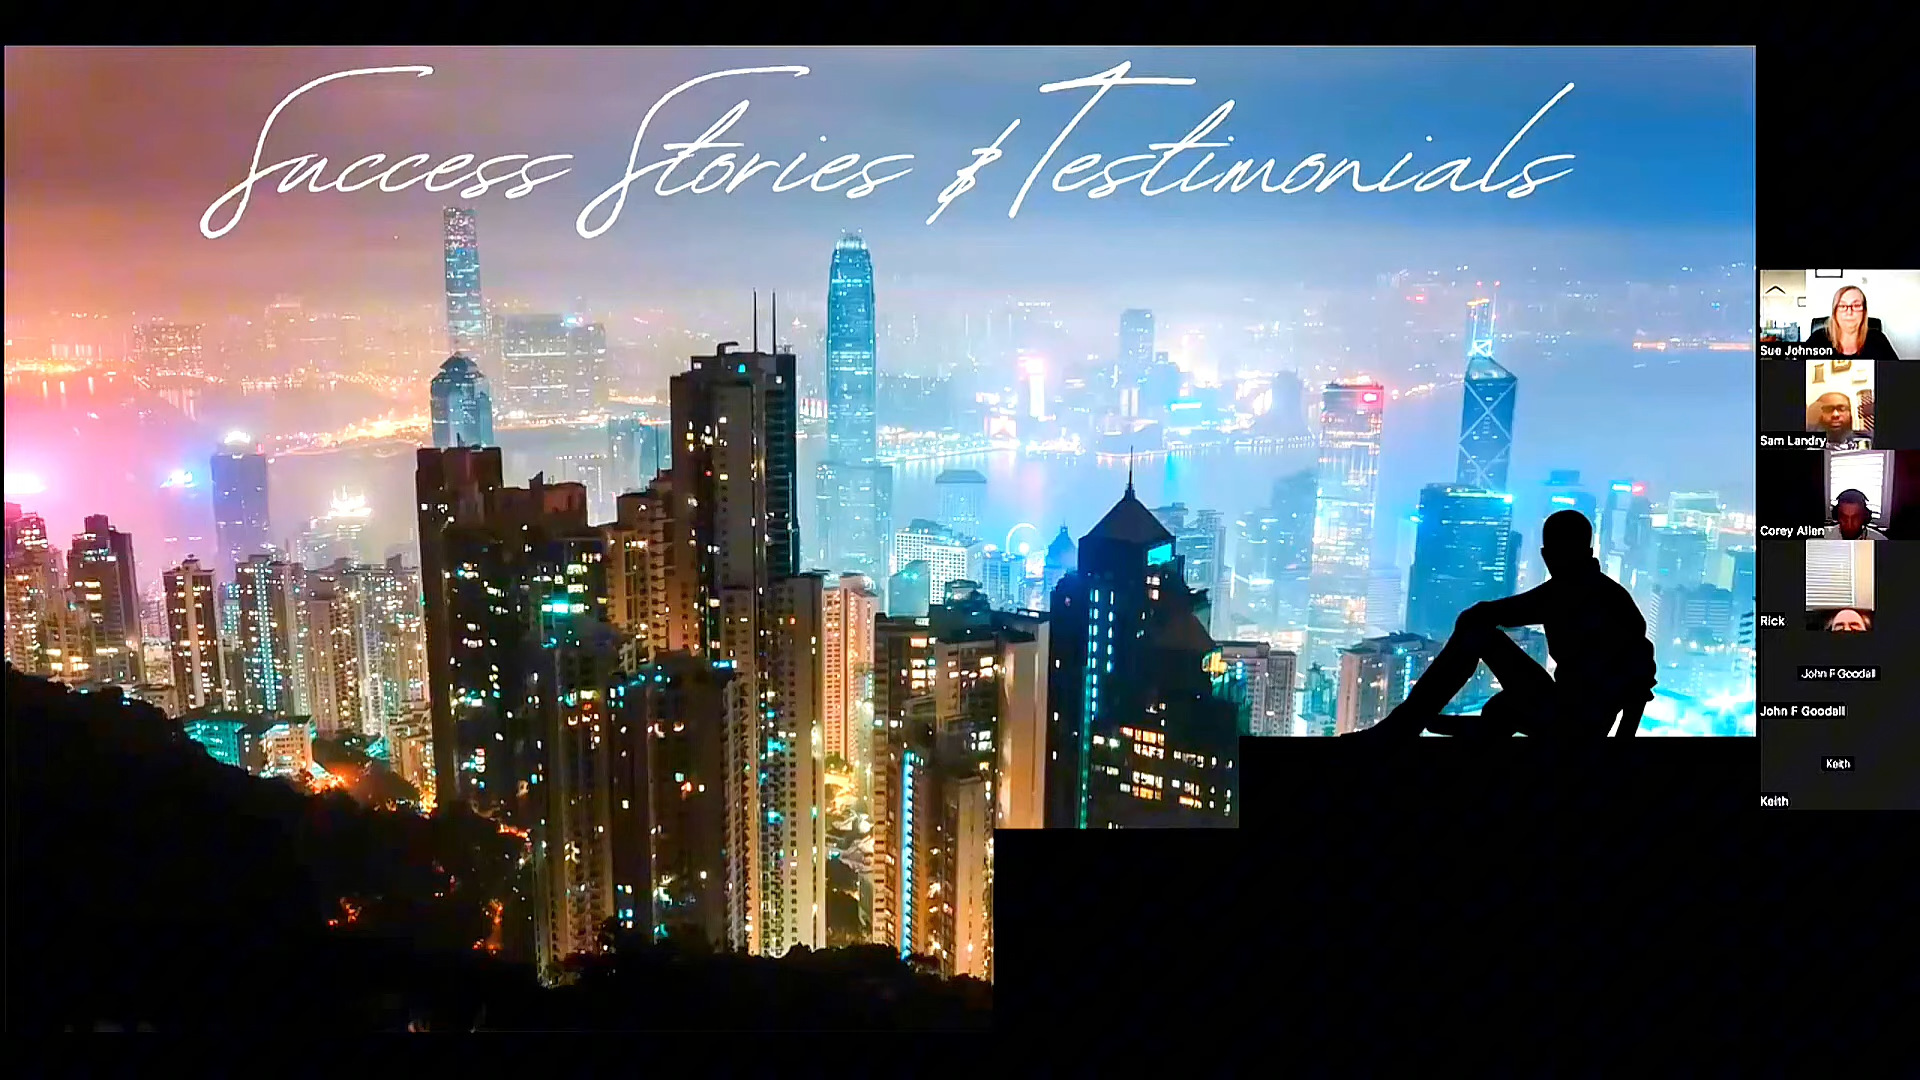 Success Stories & Testimonials
Sue Johnson
Sam Landry
Corey Allen
Rick
John F Goodall
John F Goodall
Keith
Keith